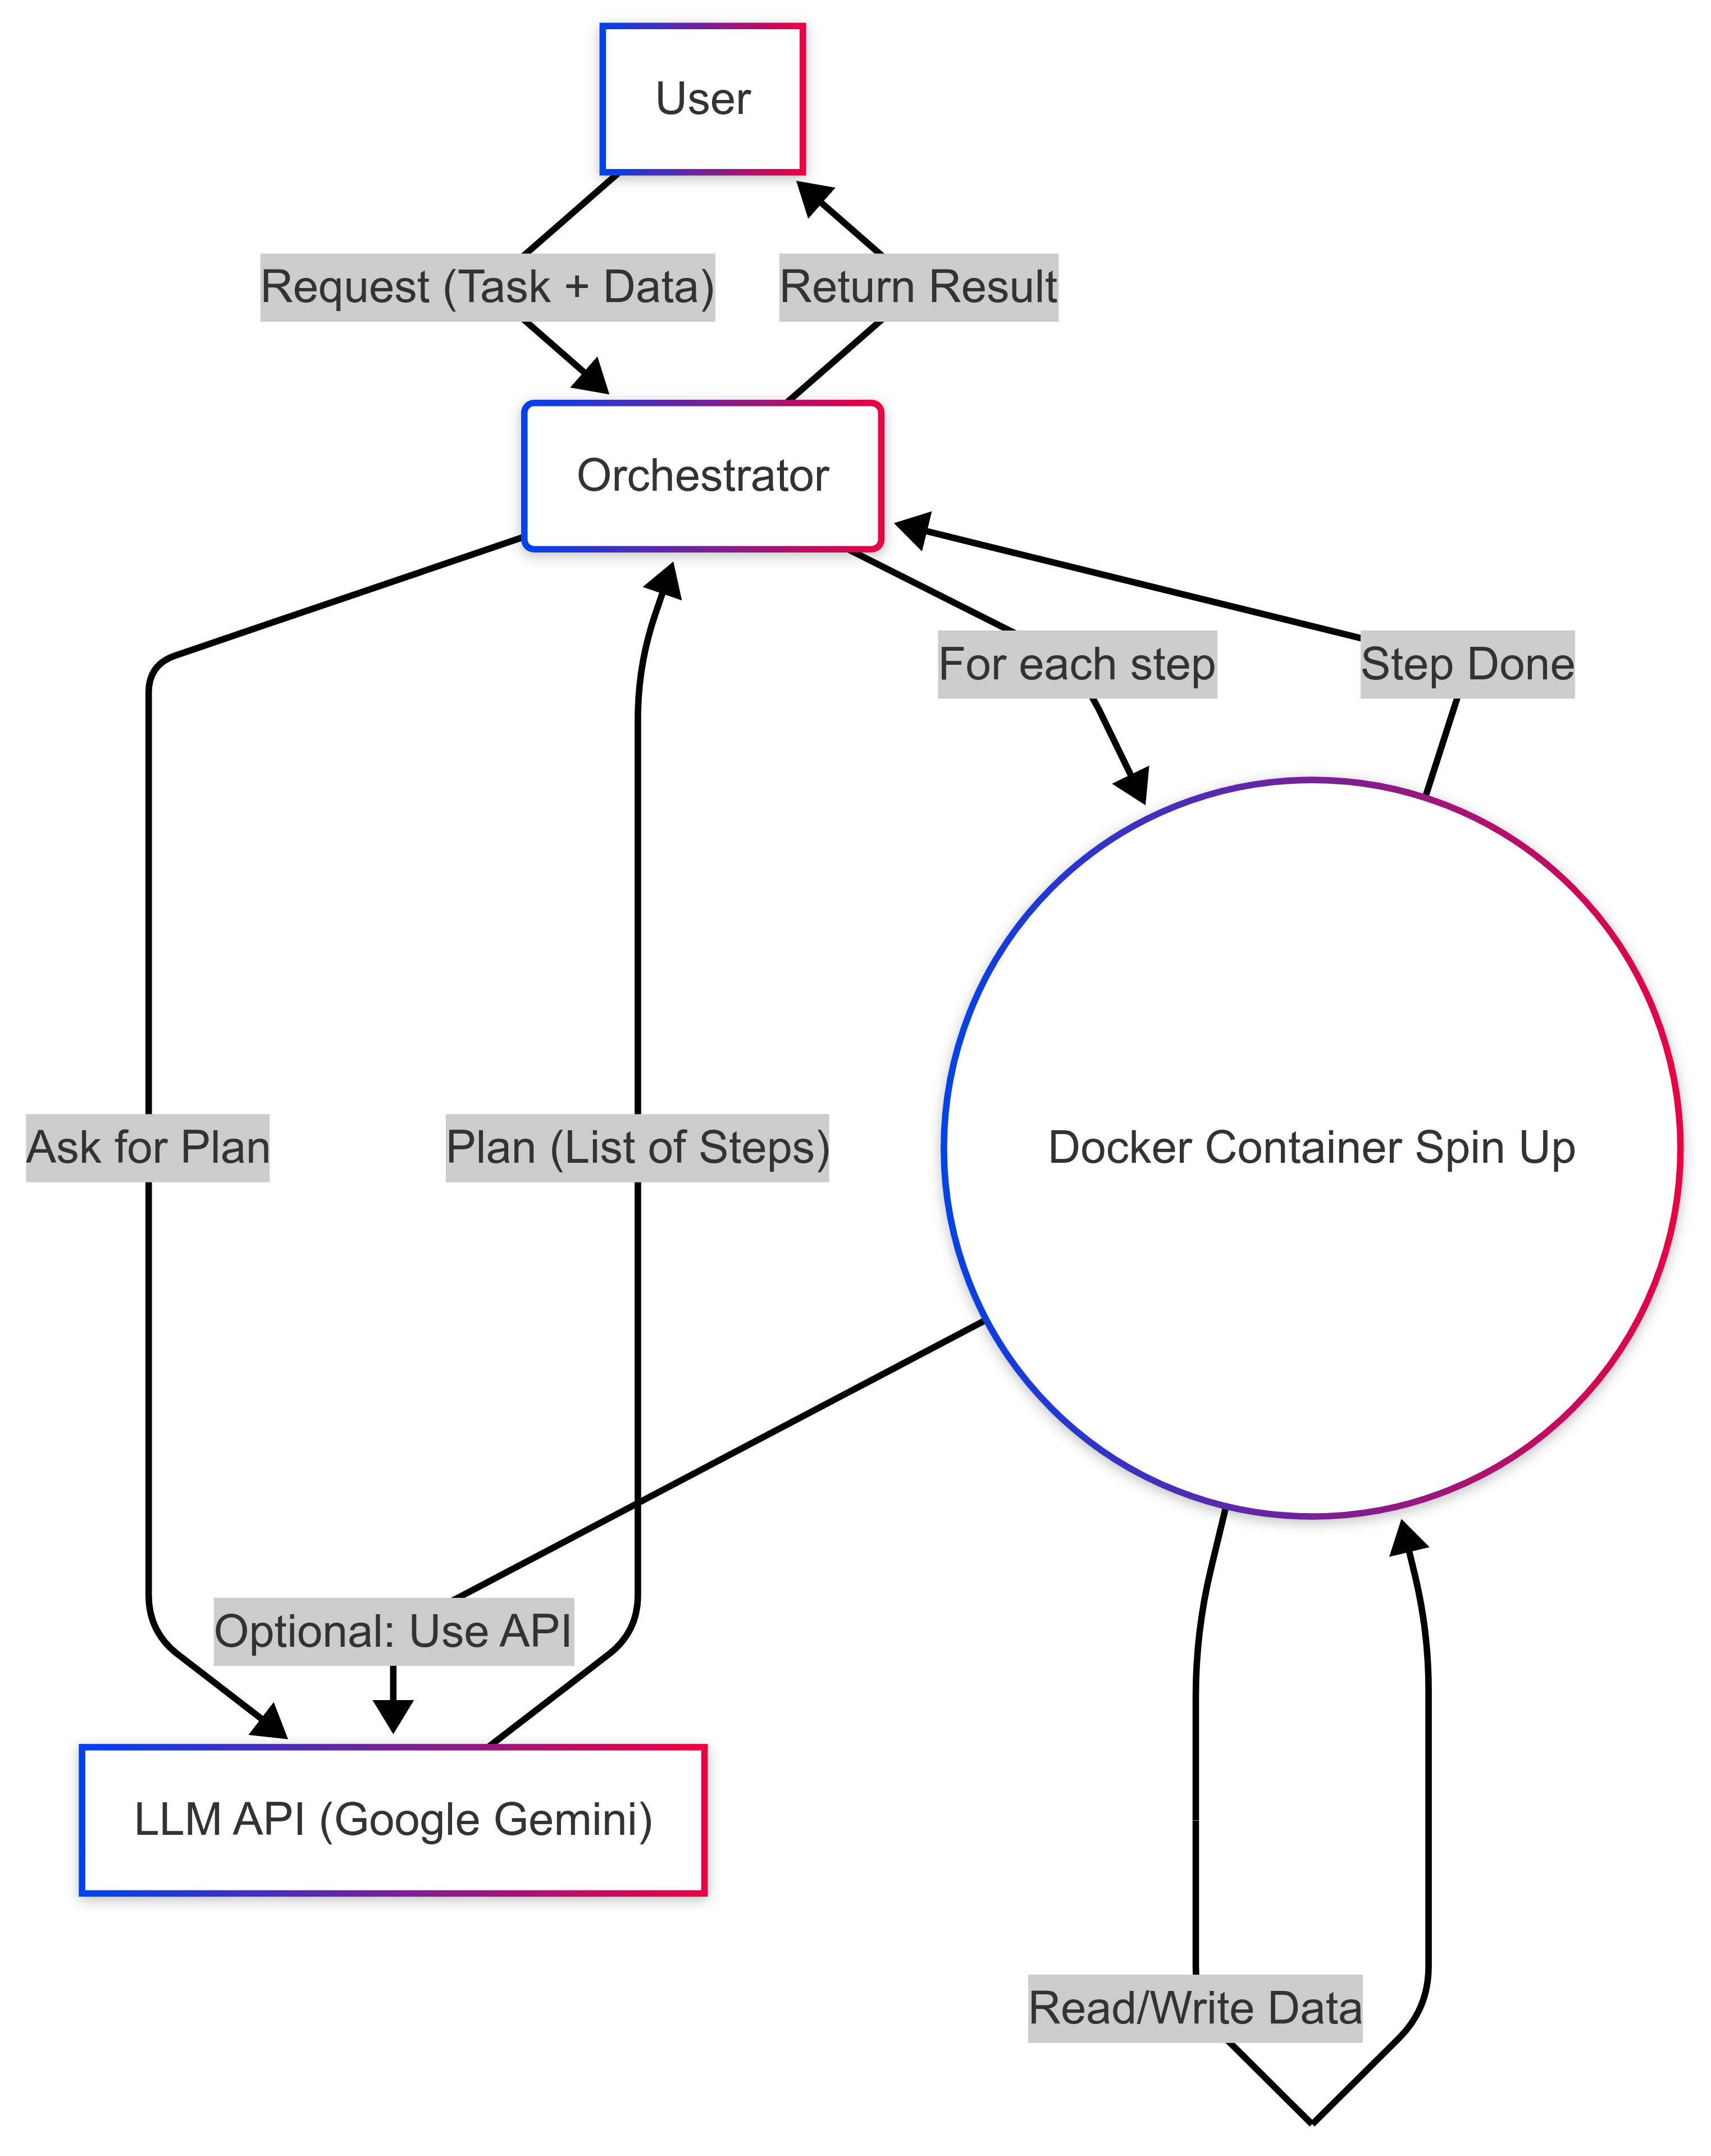 User
Request (Task + Data)
Return Result
Orchestrator
For each step
Step Done
Ask for Plan
Plan (List of Steps)
Docker Container Spin Up
Optional: Use API
LLM API (Google Gemini)
Read/Write Data